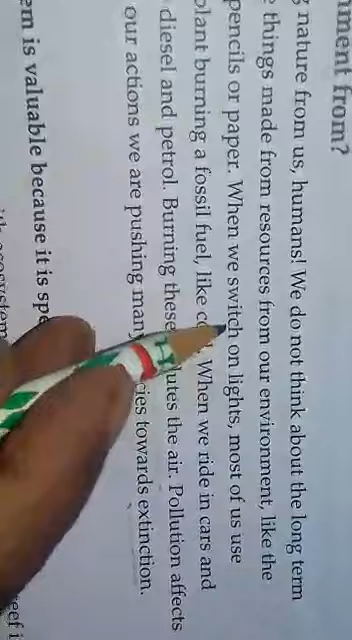 ment from?
nature from us, humans! We do not think about the long term
things made from resources from our environment, like the
pencils or paper. When we switch on lights, most of us use
plant burning a fossil fuel, like When we ride in cars and
diesel and petrol. Burning these lutes the air. Pollution affects
our actions we are pushing many cies towards extinction.
em is valuable because it is spe
ecosystem
eef i